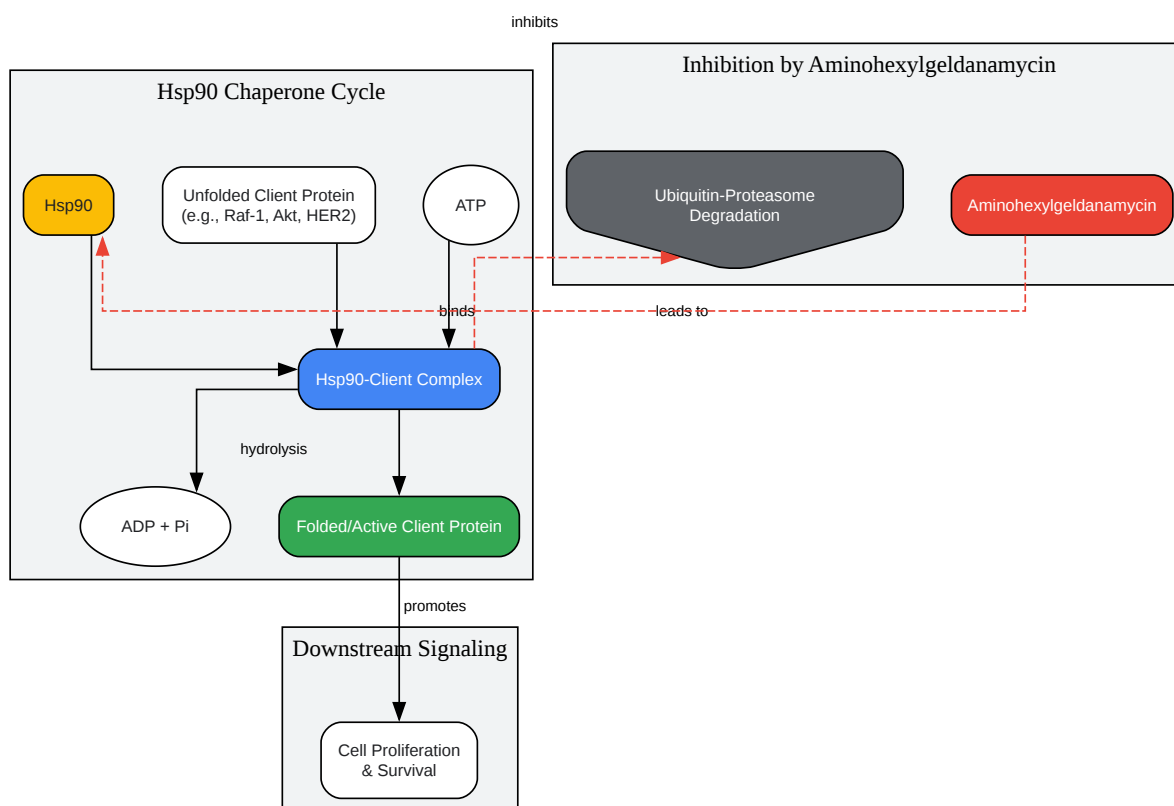 inhibits
Inhibition by Aminohexylgeldanamycin
Hsp90 Chaperone Cycle
Hsp90
Unfolded Client Protein
(e.g., Raf-1, Akt, HER2)
ATP
Ubiquitin-Proteasome
Degradation
Aminohexylgeldanamycin
binds
leads to
Hsp90-Client Complex
hydrolysis
ADP + Pi
Folded/Active Client Protein
promotes
Downstream Signaling
Cell Proliferation
& Survival